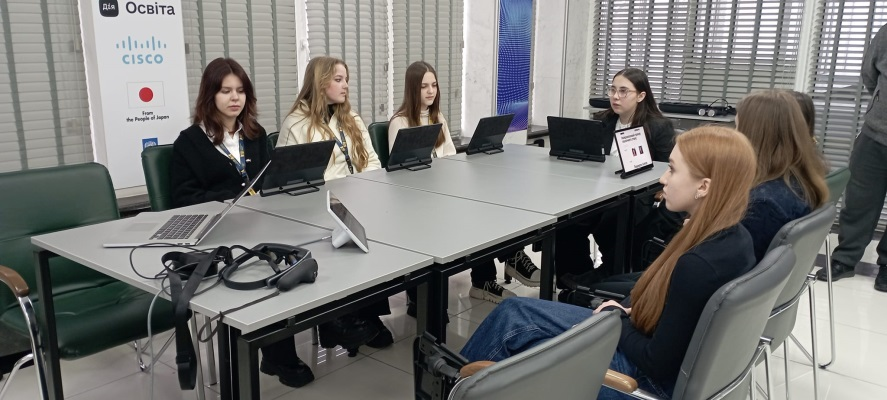 Дія
Освіта
CISCO
From
the People of Japan